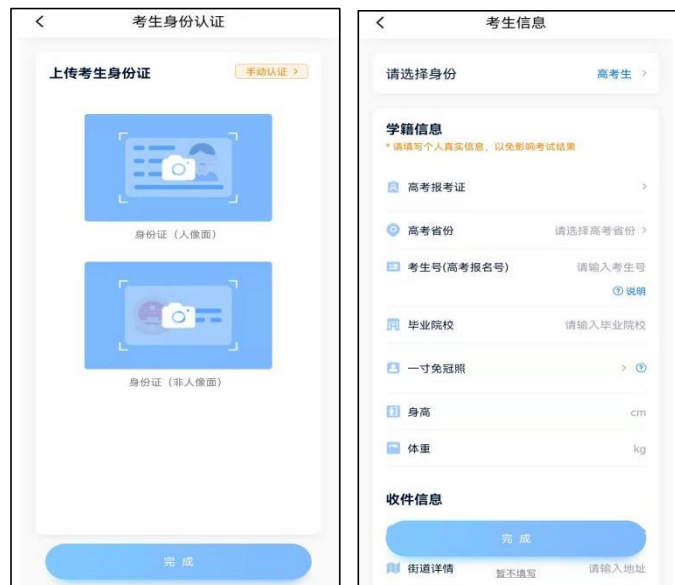 考生身份认证
上传考生身份证
手动认证 >
身份证（人像面）
身份证（非人像面）
完成
考生信息
请选择身份 高考生 >
学籍信息
* 请填写个人真实信息，以免影响考试结果
高考报考证 >
高考省份 请选择高考省份 >
考生号(高考报名号) 请输入考生号
? 说明
毕业院校 请输入毕业院校
一寸免冠照 > ?
身高 cm
体重 kg
收件信息
完成
街道详情 暂不填写 请输入地址